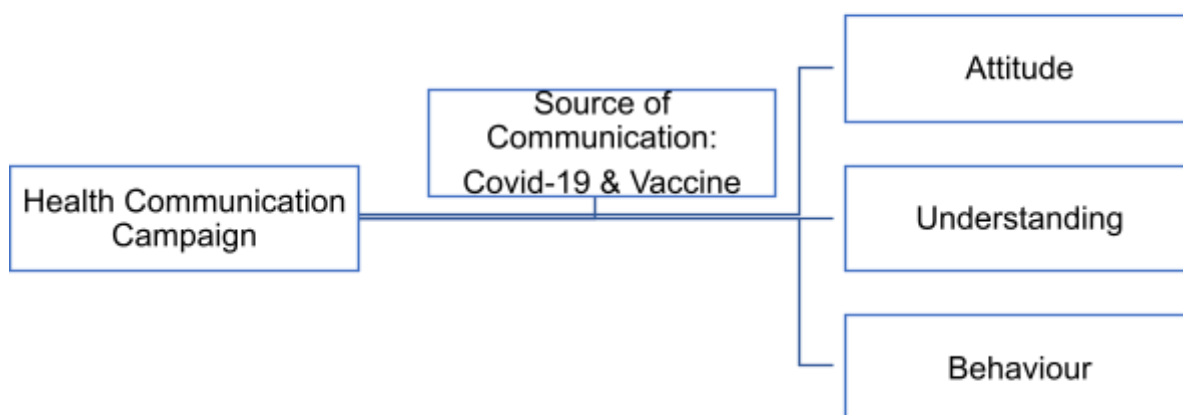 Health Communication
Campaign
Source of
Communication:
Covid-19 & Vaccine
Attitude
Understanding
Behaviour